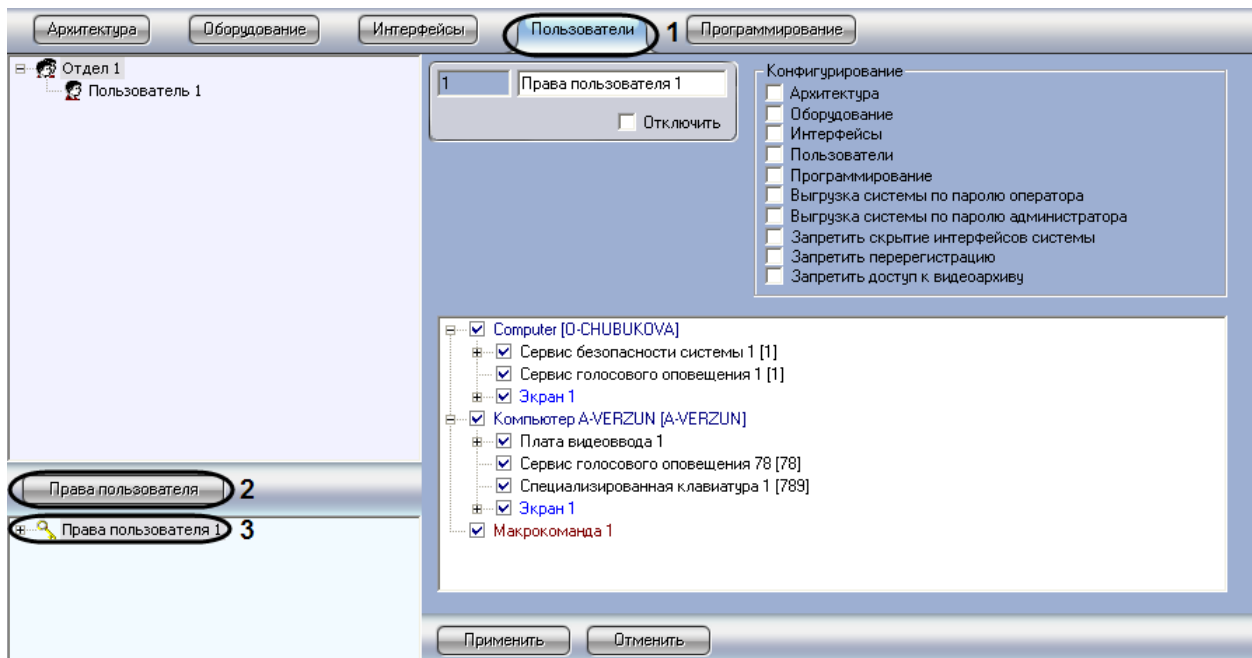 Архитектура Оборудование Интерфейсы Пользователи 1 Программирование
Отдел 1
Пользователь 1
1 Права пользователя 1
Отключить
Конфигурирование
Архитектура
Оборудование
Интерфейсы
Пользователи
Программирование
Выгрузка системы по паролю оператора
Выгрузка системы по паролю администратора
Запретить скрытие интерфейсов системы
Запретить перерегистрацию
Запретить доступ к видеоархиву
Computer [O-CHUBUKOVA]
Сервис безопасности системы 1 [1]
Сервис голосового оповещения 1 [1]
Экран 1
Компьютер A-VERZUN [A-VERZUN]
Плата видеоввода 1
Сервис голосового оповещения 78 [78]
Специализированная клавиатура 1 [789]
Экран 1
Макрокоманда 1
Права пользователя 2
Права пользователя 1 3
Применить Отменить